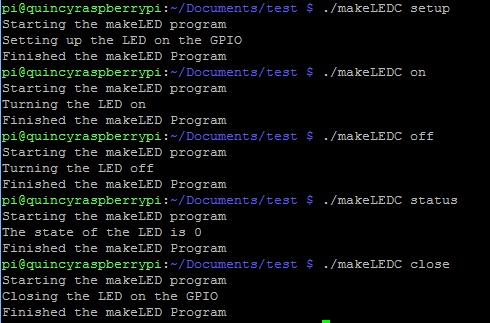 pi@quincyraspberrypi:~/Documents/test $ ./makeLEDC setup
Starting the makeLED program
Setting up the LED on the GPIO
Finished the makeLED Program
pi@quincyraspberrypi:~/Documents/test $ ./makeLEDC on
Starting the makeLED program
Turning the LED on
Finished the makeLED Program
pi@quincyraspberrypi:~/Documents/test $ ./makeLEDC off
Starting the makeLED program
Turning the LED off
Finished the makeLED Program
pi@quincyraspberrypi:~/Documents/test $ ./makeLEDC status
Starting the makeLED program
The state of the LED is 0
Finished the makeLED Program
pi@quincyraspberrypi:~/Documents/test $ ./makeLEDC close
Starting the makeLED program
Closing the LED on the GPIO
Finished the makeLED Program